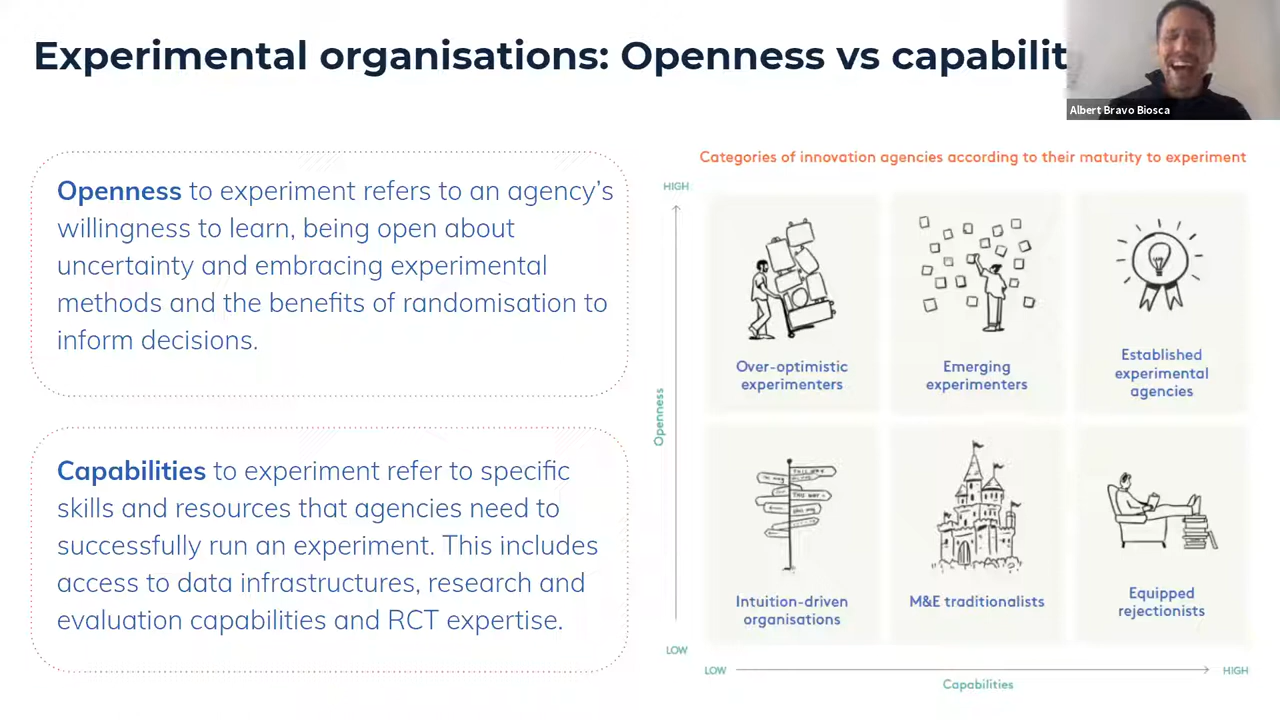 Experimental organisations: Openness vs capabilit
Albert Bravo Biosca
Openness to experiment refers to an agency's
willingness to learn, being open about
uncertainty and embracing experimental
methods and the benefits of randomisation to
inform decisions.
Capabilities to experiment refer to specific
skills and resources that agencies need to
successfully run an experiment. This includes
access to data infrastructures, research and
evaluation capabilities and RCT expertise.
Categories of innovation agencies according to their maturity to experiment
HIGH
Openness
LOW
Over-optimistic
experimenters
Emerging
experimenters
Established
experimental
agencies
THIS WAY
THIS WAY
Intuition-driven
organisations
M&E traditionalists
Equipped
rejectionists
LOW
HIGH
Capabilities